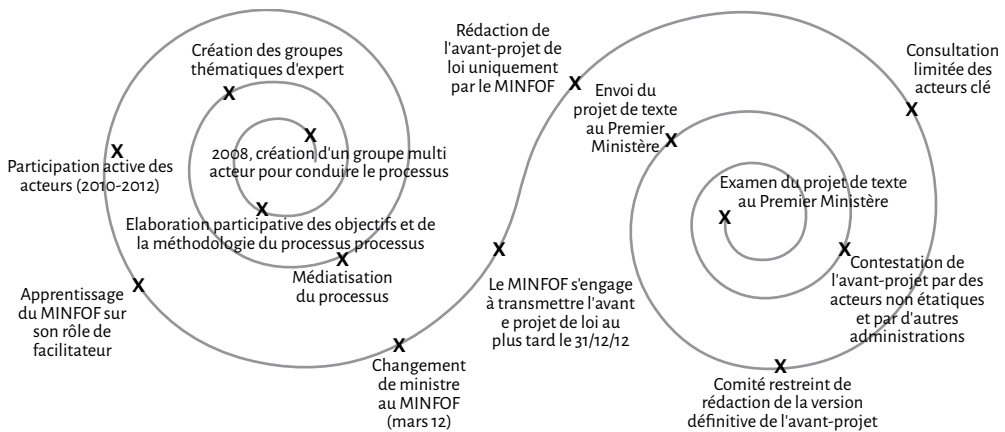 Création des groupes
thématiques d'expert
2008, création d'un groupe multi
acteur pour conduire le processus
Participation active des
acteurs (2010-2012)
Elaboration participative des objectifs et de
la méthodologie du processus processus
Médiatisation
du processus
Apprentissage
du MINFOF sur
son rôle de
facilitateur
Changement
de ministre
au MINFOF
(mars 12)
Le MINFOF s'engage
à transmettre l'avant
e projet de loi au
plus tard le 31/12/12
Rédaction de
l'avant-projet de
loi uniquement
par le MINFOF
Consultation
limitée des
acteurs clé
Envoi du
projet de texte
au Premier
Ministère
Examen du projet de texte
au Premier Ministère
Contestation de
l'avant-projet par des
acteurs non étatiques
et par d'autres
administrations
Comité restreint de
rédaction de la version
définitive de l'avant-projet